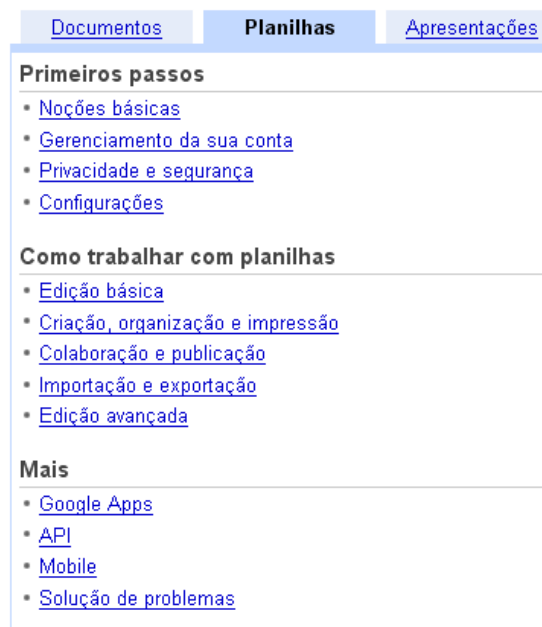 Documentos Planilhas Apresentações
Primeiros passos
Noções básicas
Gerenciamento da sua conta
Privacidade e segurança
Configurações
Como trabalhar com planilhas
Edição básica
Criação, organização e impressão
Colaboração e publicação
Importação e exportação
Edição avançada
Mais
Google Apps
API
Mobile
Solução de problemas